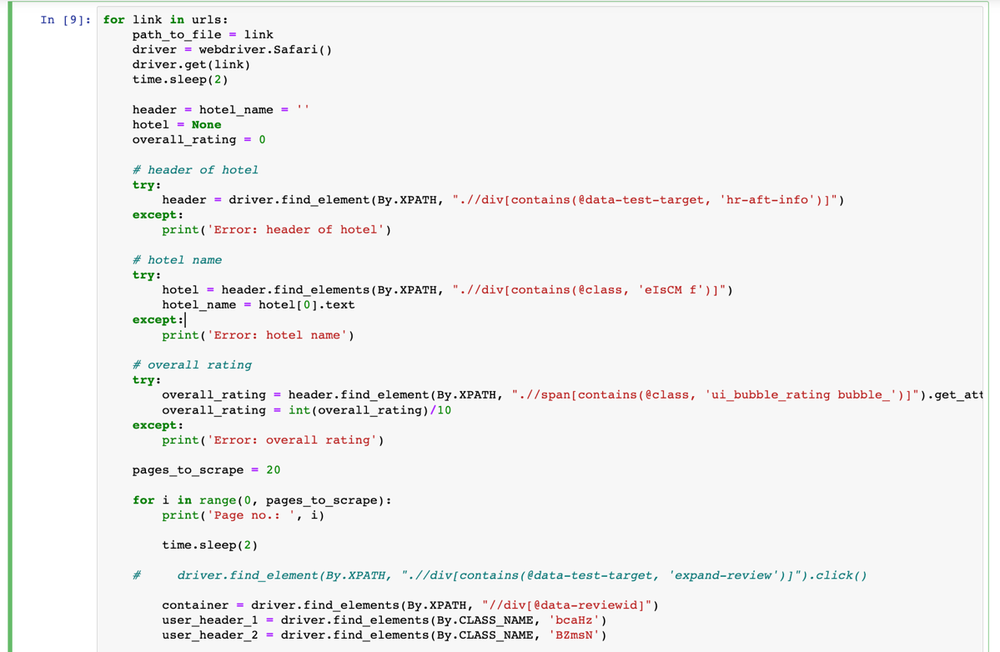 In [9]: for link in urls:
    path_to_file = link
    driver = webdriver.Safari()
    driver.get(link)
    time.sleep(2)
    header = hotel_name = ''
    hotel = None
    overall_rating = 0
    # header of hotel
    try:
        header = driver.find_element(By.XPATH, ".//div[contains(@data-test-target, 'hr-aft-info')]")
    except:
        print('Error: header of hotel')
    # hotel name
    try:
        hotel = header.find_elements(By.XPATH, ".//div[contains(@class, 'eIsCM f')]")
        hotel_name = hotel[0].text
    except:
        print('Error: hotel name')
    # overall rating
    try:
        overall_rating = header.find_element(By.XPATH, ".//span[contains(@class, 'ui_bubble_rating bubble_')]").get_att
        overall_rating = int(overall_rating)/10
    except:
        print('Error: overall rating')
    pages_to_scrape = 20
    for i in range(0, pages_to_scrape):
        print('Page no.: ', i)
        time.sleep(2)
    #     driver.find_element(By.XPATH, ".//div[contains(@data-test-target, 'expand-review')]").click()
        container = driver.find_elements(By.XPATH, "//div[@data-reviewid]")
        user_header_1 = driver.find_elements(By.CLASS_NAME, 'bcaHz')
        user_header_2 = driver.find_elements(By.CLASS_NAME, 'BZmsN')